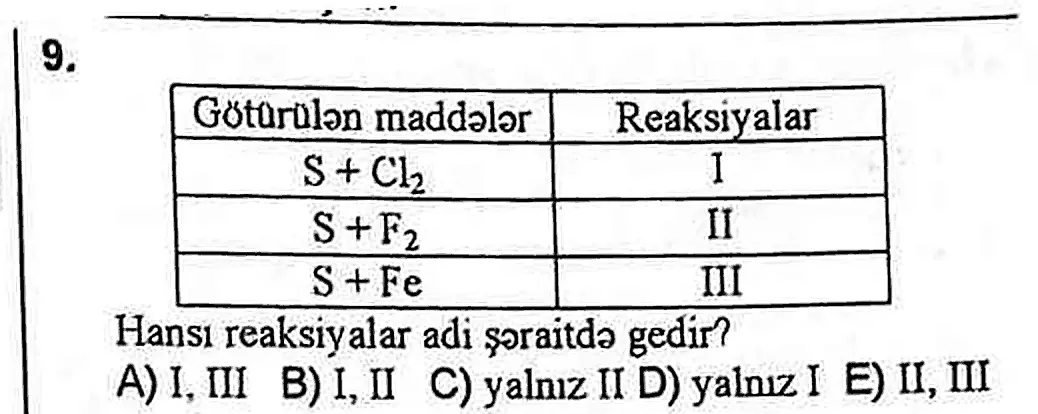 9.
Götürülən maddələr Reaksiyalar
S + Cl₂ I
S + F₂ II
S + Fe III
Hansı reaksiyalar adi şəraitdə gedir?
A) I, III B) I, II C) yalnız II D) yalnız I E) II, III